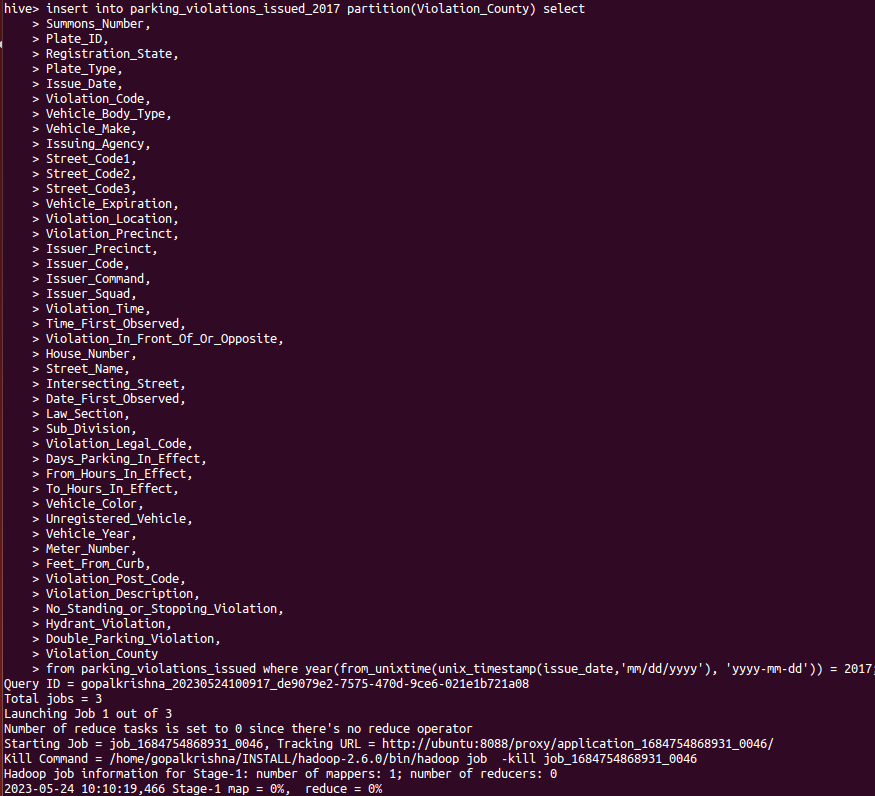 hive> insert into parking_violations_issued_2017 partition(Violation_County) select
> Summons_Number,
> Plate_ID,
> Registration_State,
> Plate_Type,
> Issue_Date,
> Violation_Code,
> Vehicle_Body_Type,
> Vehicle_Make,
> Issuing_Agency,
> Street_Code1,
> Street_Code2,
> Street_Code3,
> Vehicle_Expiration,
> Violation_Location,
> Violation_Precinct,
> Issuer_Precinct,
> Issuer_Code,
> Issuer_Command,
> Issuer_Squad,
> Violation_Time,
> Time_First_Observed,
> Violation_In_Front_Of_Or_Opposite,
> House_Number,
> Street_Name,
> Intersecting_Street,
> Date_First_Observed,
> Law_Section,
> Sub_Division,
> Violation_Legal_Code,
> Days_Parking_In_Effect,
> From_Hours_In_Effect,
> To_Hours_In_Effect,
> Vehicle_Color,
> Unregistered_Vehicle,
> Vehicle_Year,
> Meter_Number,
> Feet_From_Curb,
> Violation_Post_Code,
> Violation_Description,
> No_Standing_or_Stopping_Violation,
> Hydrant_Violation,
> Double_Parking_Violation,
> Violation_County
> from parking_violations_issued where year(from_unixtime(unix_timestamp(issue_date,'mm/dd/yyyy'), 'yyyy-mm-dd')) = 2017;
Query ID = gopalkrishna_20230524100917_de9079e2-7575-470d-9ce6-021e1b721a08
Total jobs = 3
Launching Job 1 out of 3
Number of reduce tasks is set to 0 since there's no reduce operator
Starting Job = job_1684754868931_0046, Tracking URL = http://ubuntu:8088/proxy/application_1684754868931_0046/
Kill Command = /home/gopalkrishna/INSTALL/hadoop-2.6.0/bin/hadoop job  -kill job_1684754868931_0046
Hadoop job information for Stage-1: number of mappers: 1; number of reducers: 0
2023-05-24 10:10:19,466 Stage-1 map = 0%,  reduce = 0%